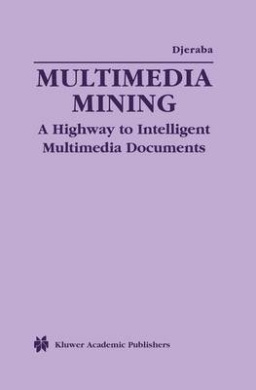 Djeraba
MULTIMEDIA
MINING
A Highway to Intelligent
Multimedia Documents
Kluwer Academic Publishers